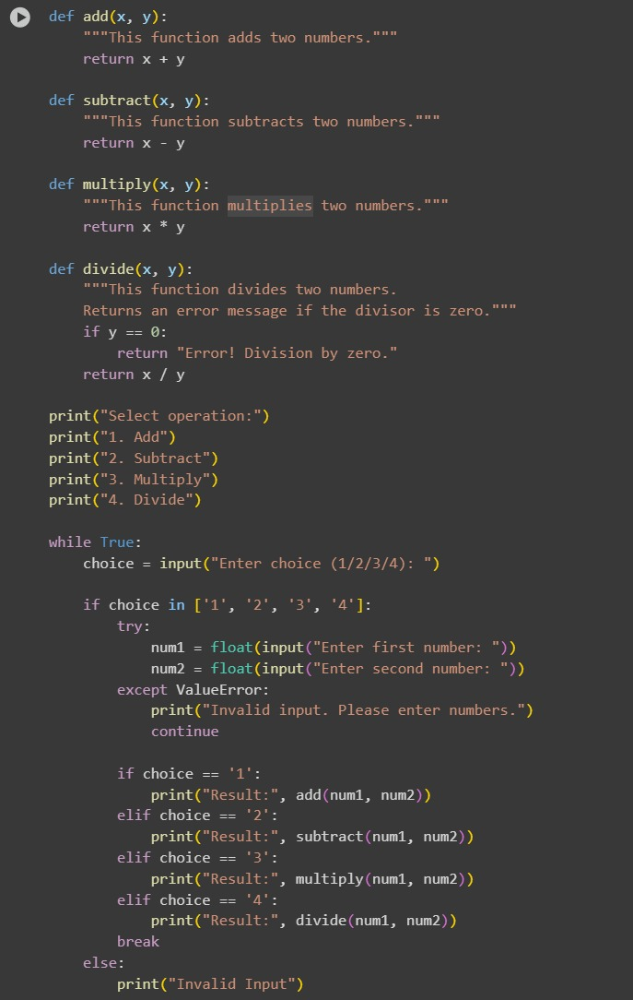 def add(x, y):
    """This function adds two numbers."""
    return x + y

def subtract(x, y):
    """This function subtracts two numbers."""
    return x - y

def multiply(x, y):
    """This function multiplies two numbers."""
    return x * y

def divide(x, y):
    """This function divides two numbers.
    Returns an error message if the divisor is zero."""
    if y == 0:
        return "Error! Division by zero."
    return x / y

print("Select operation:")
print("1. Add")
print("2. Subtract")
print("3. Multiply")
print("4. Divide")

while True:
    choice = input("Enter choice (1/2/3/4): ")

    if choice in ['1', '2', '3', '4']:
        try:
            num1 = float(input("Enter first number: "))
            num2 = float(input("Enter second number: "))
        except ValueError:
            print("Invalid input. Please enter numbers.")
            continue

        if choice == '1':
            print("Result:", add(num1, num2))
        elif choice == '2':
            print("Result:", subtract(num1, num2))
        elif choice == '3':
            print("Result:", multiply(num1, num2))
        elif choice == '4':
            print("Result:", divide(num1, num2))
        break
    else:
        print("Invalid Input")